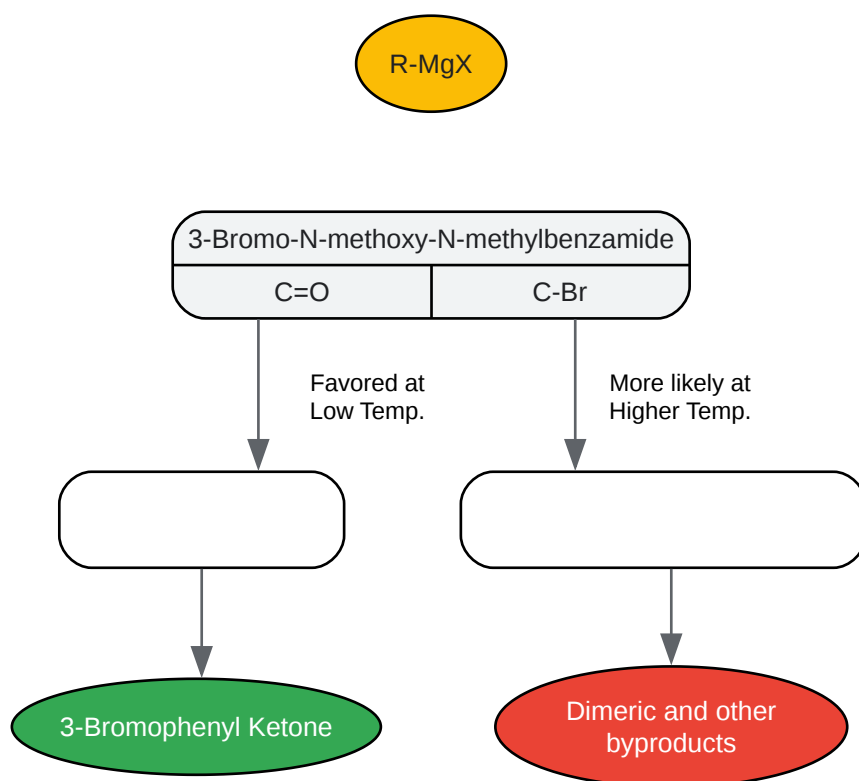 R-MgX
3-Bromo-N-methoxy-N-methylbenzamide
C=O
C-Br
Favored at
Low Temp.
More likely at
Higher Temp.
3-Bromophenyl Ketone
Dimeric and other
byproducts